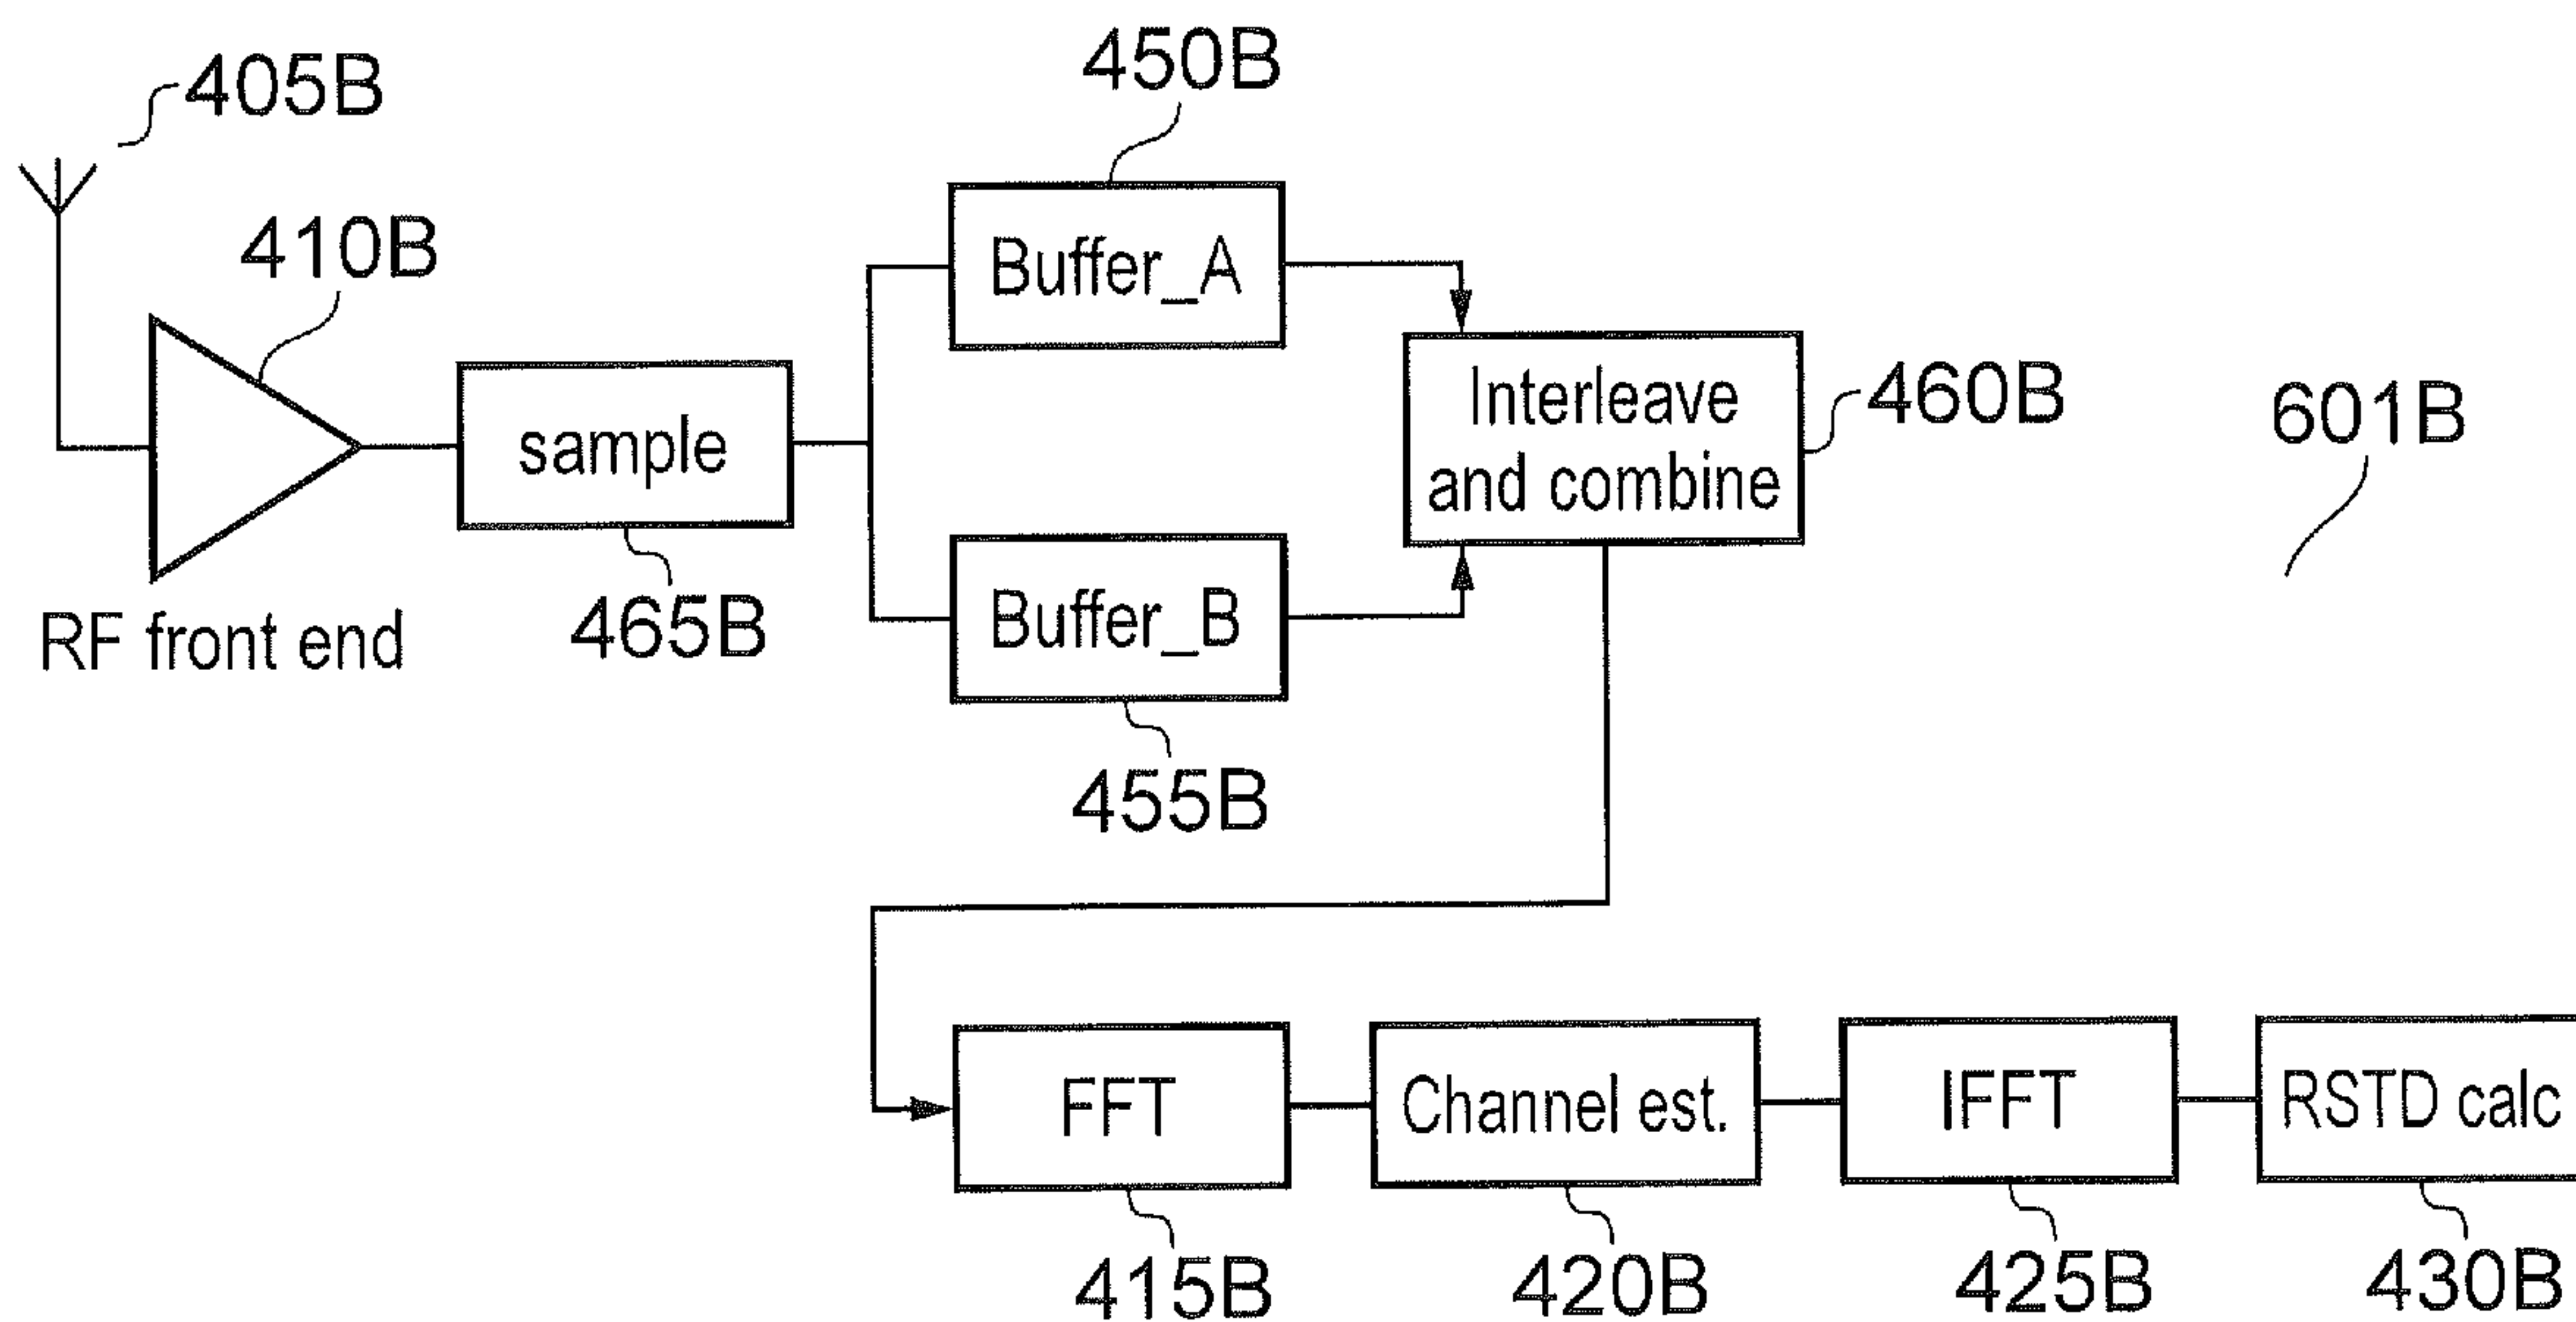 405B
450B
410B
Buffer_A
Interleave
and combine
460B
601B
sample
RF front end
465B
Buffer_B
455B
FFT
Channel est.
IFFT
RSTD calc
415B
420B
425B
430B